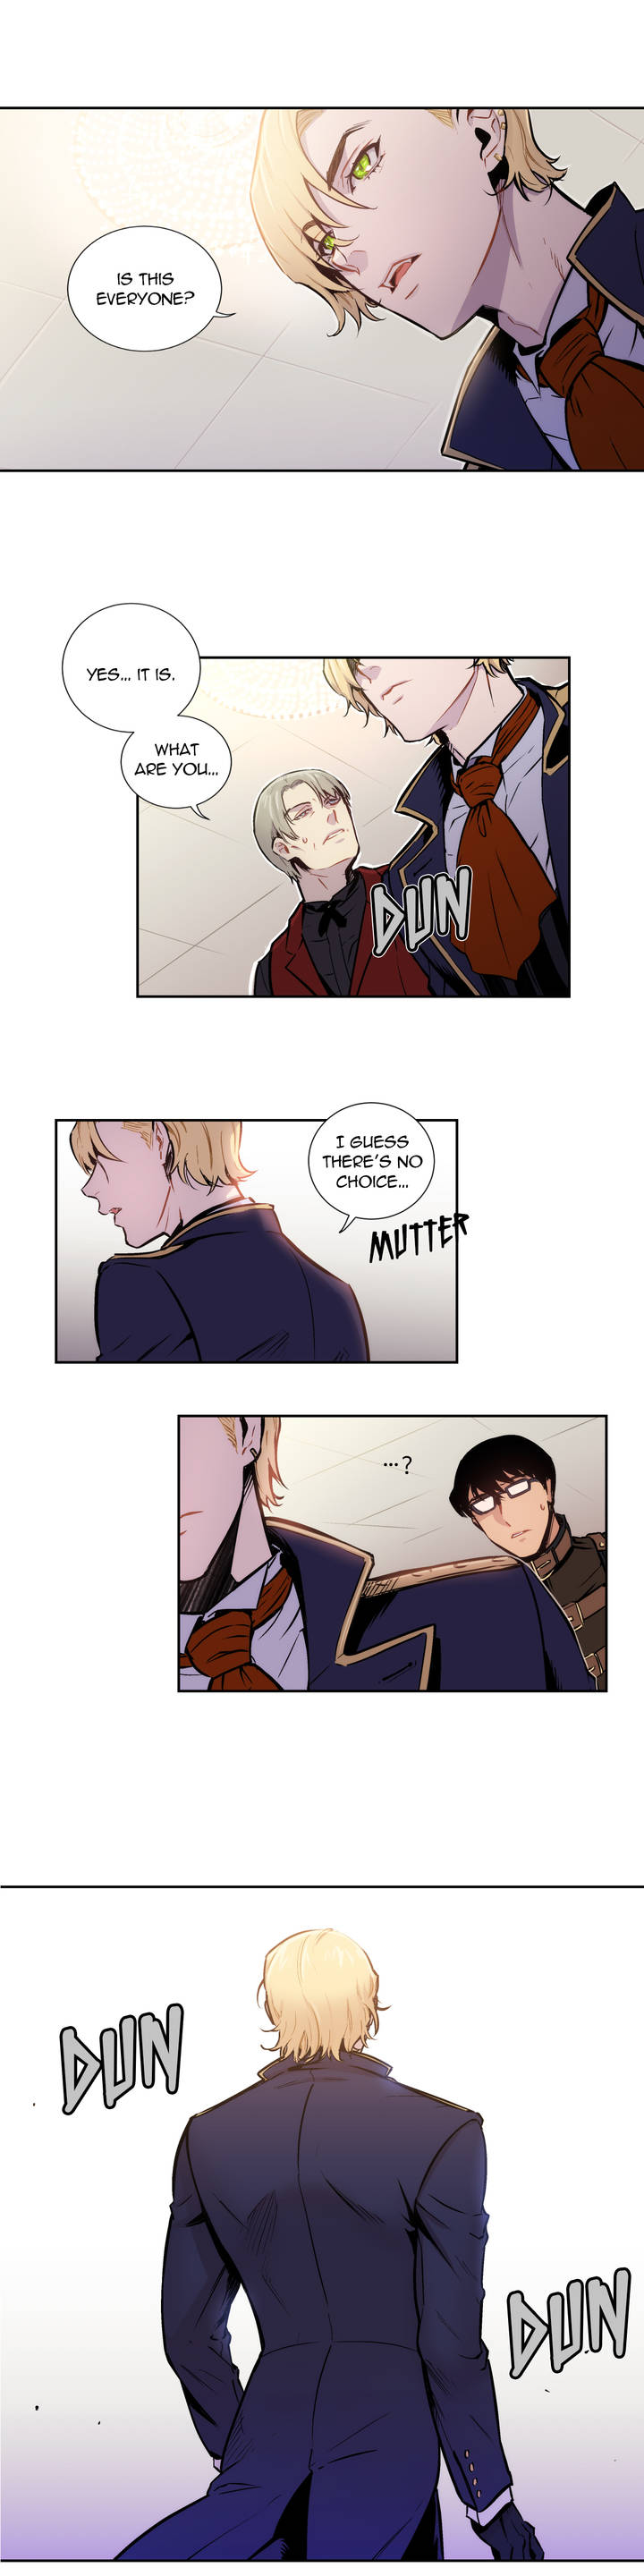 IS THIS
EVERYONE?
YES... IT IS.
WHAT
ARE YOU...
DUN
I GUESS
THERE'S NO
CHOICE...
MUTTER
...?
DUN
DUN